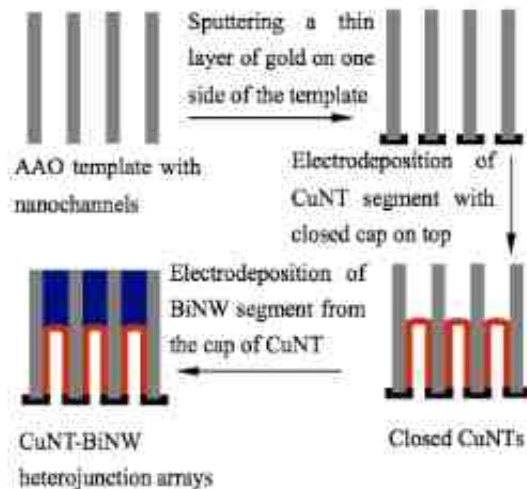 Sputtering a thin
layer of gold on one
side of the template
AAO template with
nanochannels
Electrodeposition of
CuNT segment with
closed cap on top
Electrodeposition of
BiNW segment from
the cap of CuNT
CuNT-BiNW
heterojunction arrays
Closed CuNTs